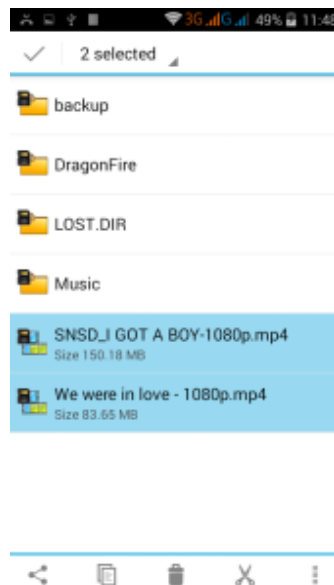 3G G 49% 11:48
2 selected
backup
DragonFire
LOST.DIR
Music
SNSD_I GOT A BOY-1080p.mp4
Size 150.18 MB
We were in love - 1080p.mp4
Size 83.65 MB